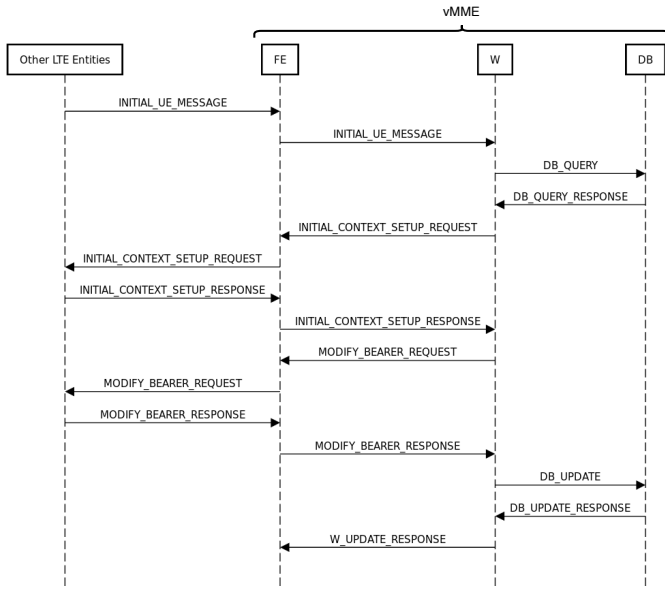 vMME
Other LTE Entities
FE
W
DB
INITIAL_UE_MESSAGE
INITIAL_UE_MESSAGE
DB_QUERY
DB_QUERY_RESPONSE
INITIAL_CONTEXT_SETUP_REQUEST
INITIAL_CONTEXT_SETUP_REQUEST
INITIAL_CONTEXT_SETUP_RESPONSE
INITIAL_CONTEXT_SETUP_RESPONSE
MODIFY_BEARER_REQUEST
MODIFY_BEARER_REQUEST
MODIFY_BEARER_RESPONSE
MODIFY_BEARER_RESPONSE
DB_UPDATE
DB_UPDATE_RESPONSE
W_UPDATE_RESPONSE